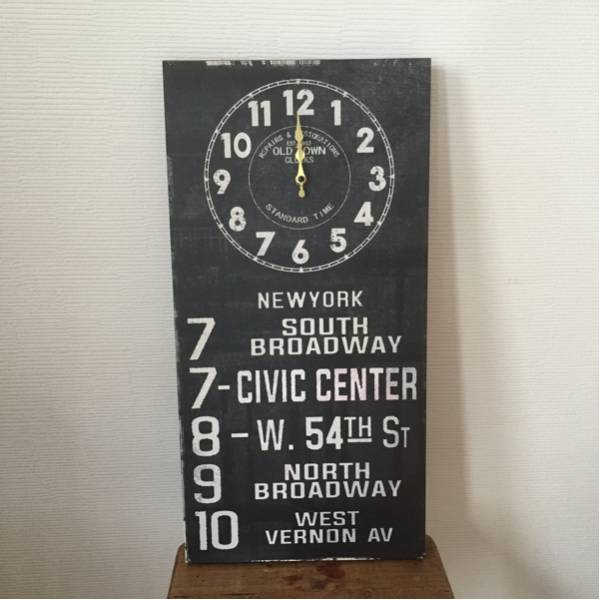 12
1
2
3
4
5
6
7
8
9
10
11
REPAIRS &
OLD TOWN
CLOCKS
STANDARD TIME
NEWYORK
7 SOUTH
BROADWAY
7-CIVIC CENTER
8-W. 54TH ST
9 NORTH
BROADWAY
10 WEST
VERNON AV